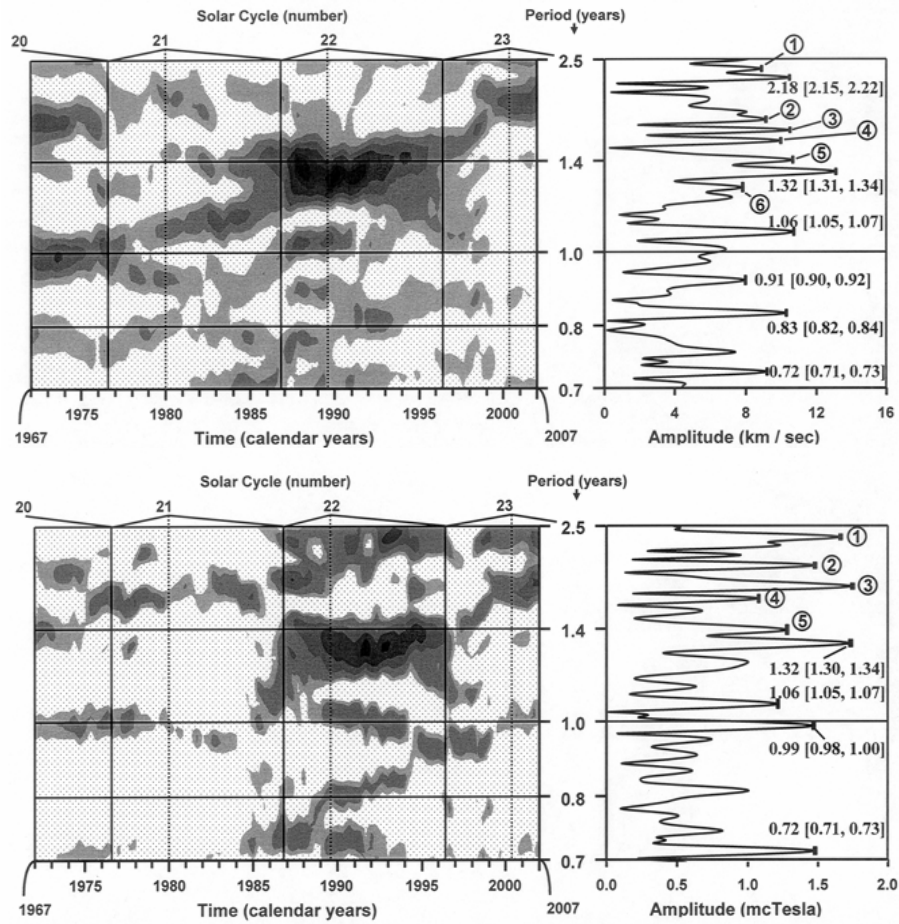 Solar Cycle (number)
Period (years)
20 21 22 23
2.5
1.4
1.0
0.8
0.7
①
2.18 [2.15, 2.22]
②
③
④
⑤
1.32 [1.31, 1.34]
⑥
1.06 [1.05, 1.07]
0.91 [0.90, 0.92]
0.83 [0.82, 0.84]
0.72 [0.71, 0.73]
1975 1980 1985 1990 1995 2000
0 4 8 12 16
1967 Time (calendar years) 2007
Amplitude (km / sec)
Solar Cycle (number)
Period (years)
20 21 22 23
2.5
1.4
1.0
0.8
0.7
①
②
③
④
⑤
1.32 [1.30, 1.34]
1.06 [1.05, 1.07]
0.99 [0.98, 1.00]
0.72 [0.71, 0.73]
1975 1980 1985 1990 1995 2000
0.0 0.5 1.0 1.5 2.0
1967 Time (calendar years) 2007
Amplitude (mcTesla)